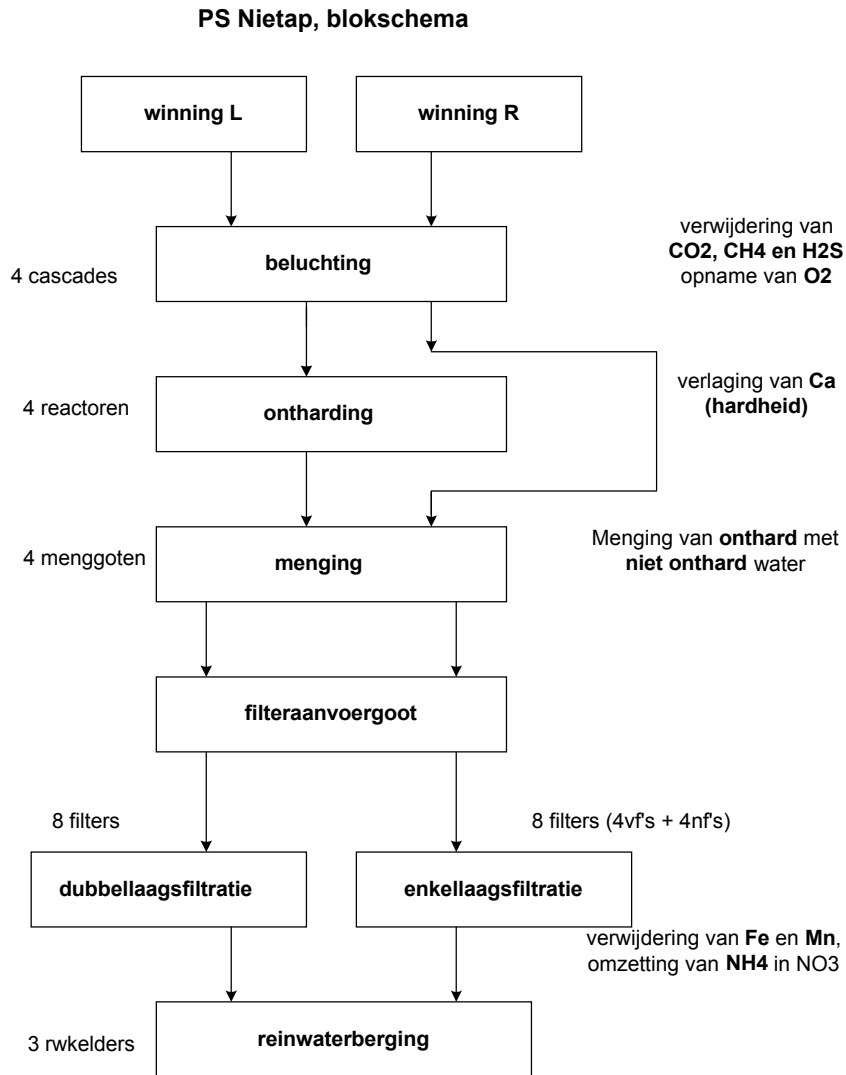 PS Nietap, blokschema
winning L
winning R
verwijdering van
CO2, CH4 en H2S
opname van O2
beluchting
4 cascades
verlaging van Ca
(hardheid)
4 reactoren
ontharding
Menging van onthard met
niet onthard water
4 menggoten
menging
filteraanvoergoot
8 filters
8 filters (4vf's + 4nf's)
dubbellaagsfiltratie
enkellaagsfiltratie
verwijdering van Fe en Mn,
omzetting van NH4 in NO3
3 rwkelders
reinwaterberging